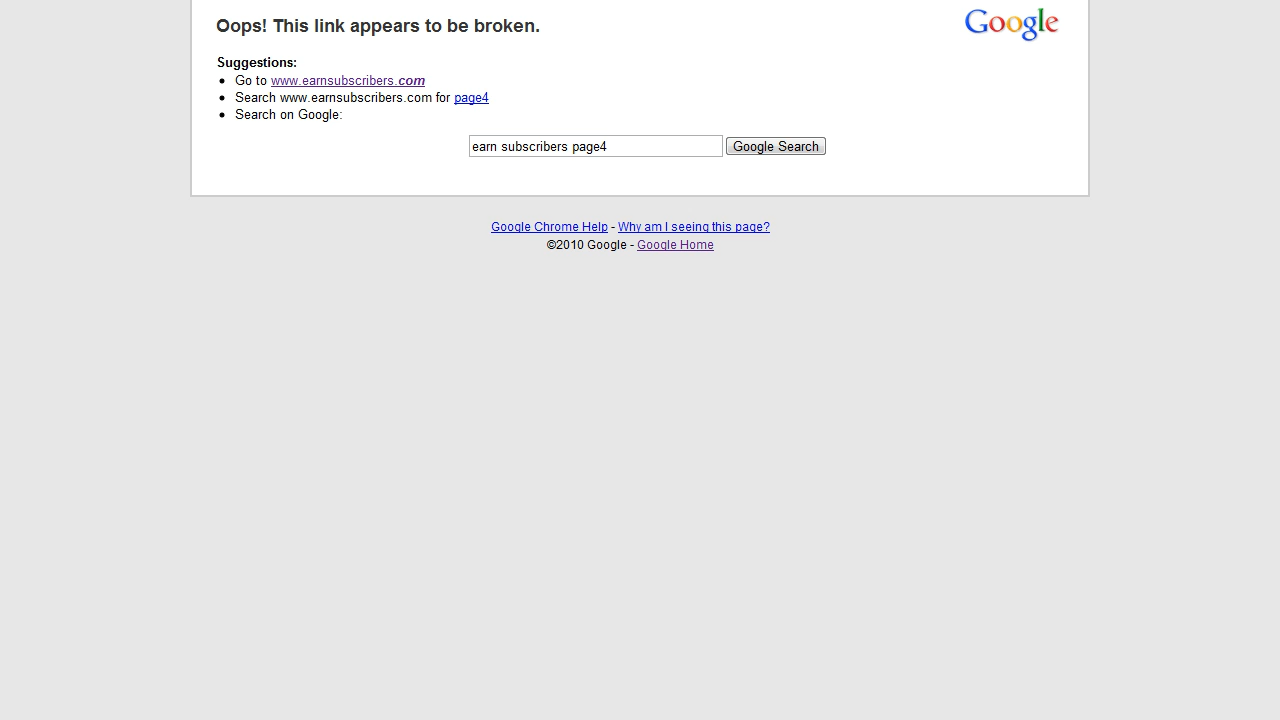 Oops! This link appears to be broken.
Google
Suggestions:
Go to www.earnsubscribers.com
Search www.earnsubscribers.com for page4
Search on Google:
earn subscribers page4 Google Search
Google Chrome Help - Why am I seeing this page?
©2010 Google - Google Home